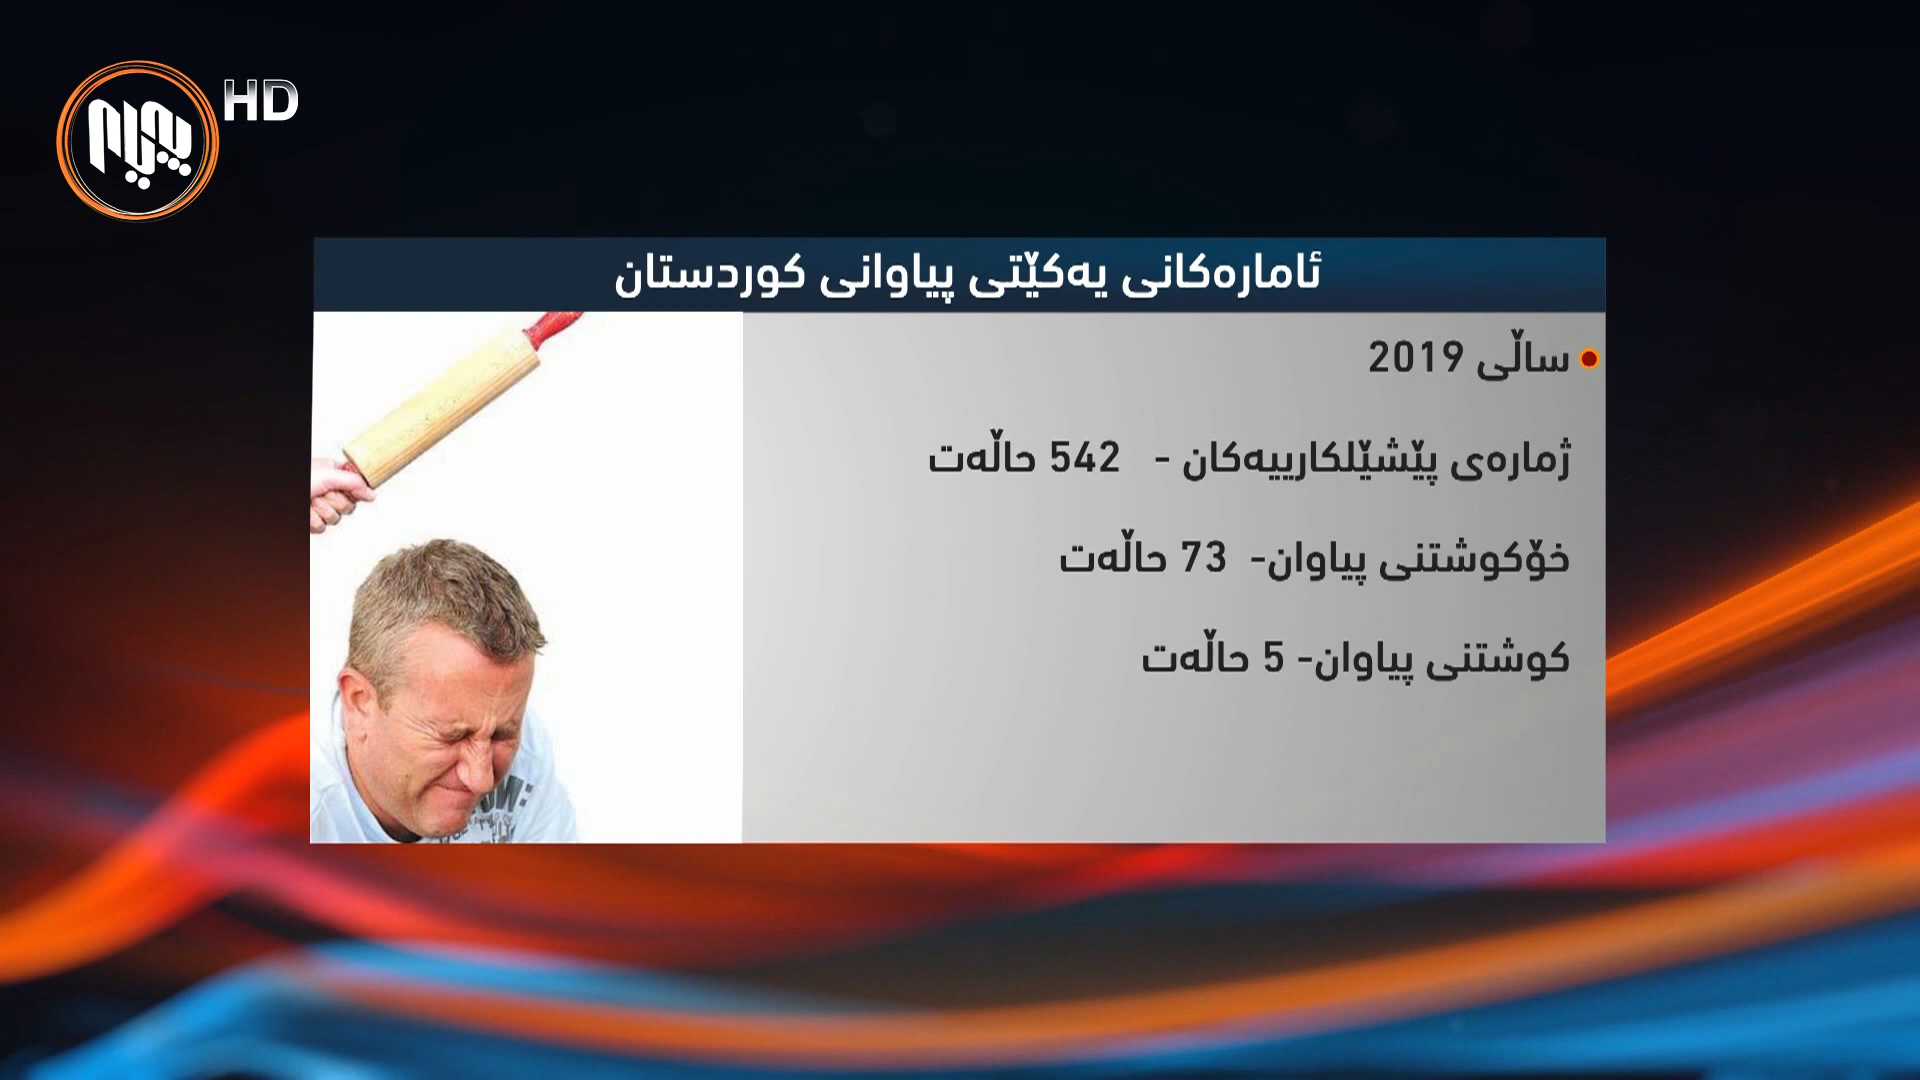 پەیام
HD
ئامارەکانی یەکێتی پیاوانی کوردستان
ساڵی 2019
ژمارەی پێشێلکارییەکان - 542 حاڵەت
خۆکوشتنی پیاوان- 73 حاڵەت
کوشتنی پیاوان- 5 حاڵەت